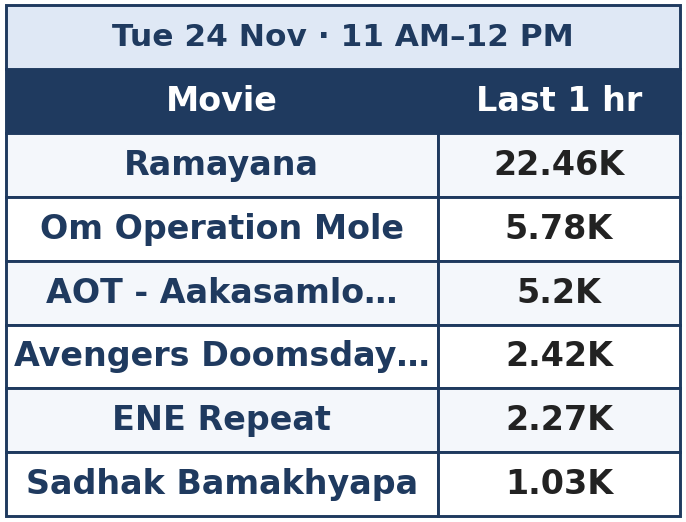 Tue 24 Nov · 11 AM–12 PM
Movie Last 1 hr
Ramayana 22.46K
Om Operation Mole 5.78K
AOT - Aakasamlo... 5.2K
Avengers Doomsday... 2.42K
ENE Repeat 2.27K
Sadhak Bamakhyapa 1.03K